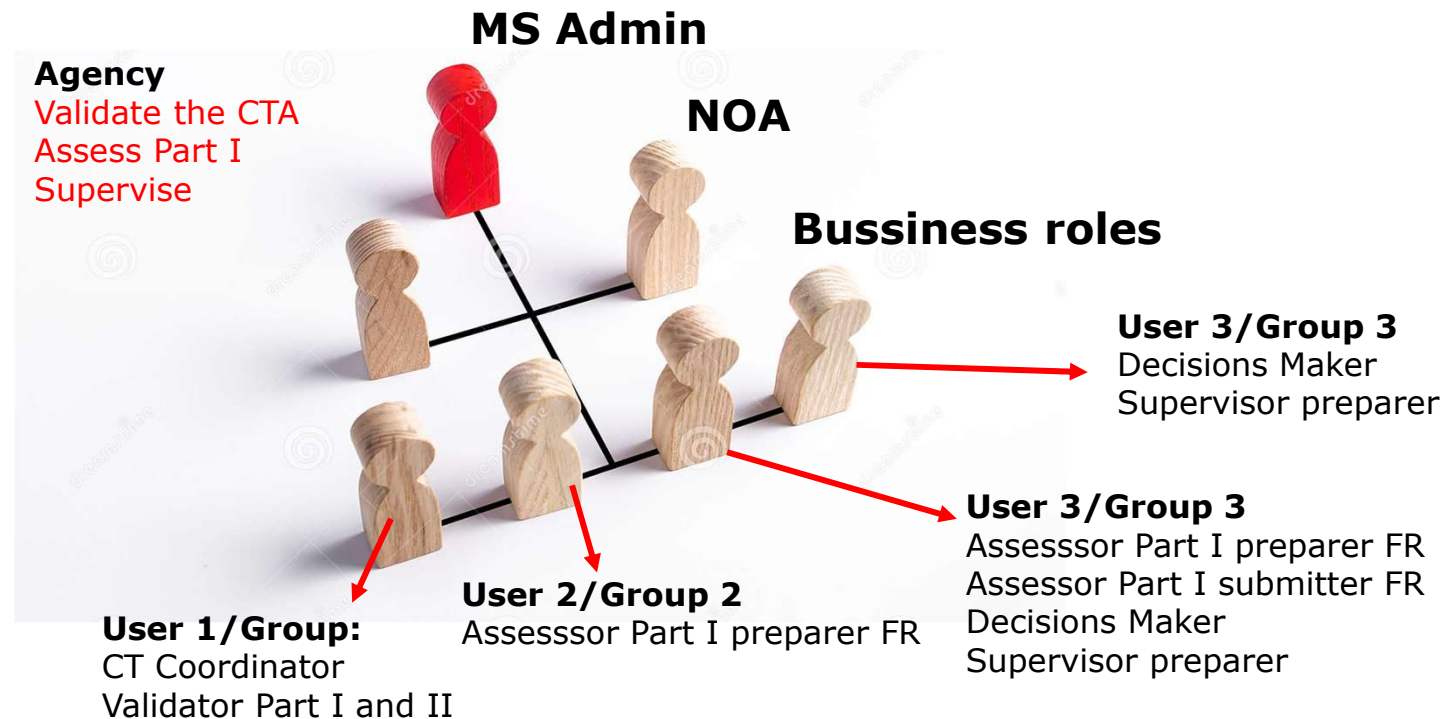 MS Admin
Agency
Validate the CTA
Assess Part I
Supervise
NOA
Bussiness roles
User 3/Group 3
Decisions Maker
Supervisor preparer
User 3/Group 3
Assesssor Part I preparer FR
Assessor Part I submitter FR
Decisions Maker
Supervisor preparer
User 2/Group 2
Assesssor Part I preparer FR
User 1/Group:
CT Coordinator
Validator Part I and II